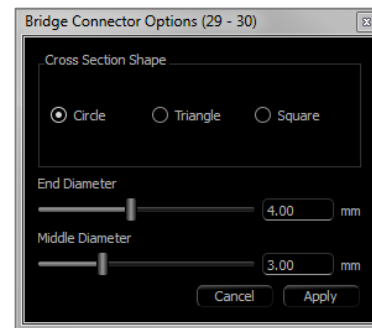 Bridge Connector Options (29 - 30)
Cross Section Shape
Circle Triangle Square
End Diameter
4.00 mm
Middle Diameter
3.00 mm
Cancel Apply